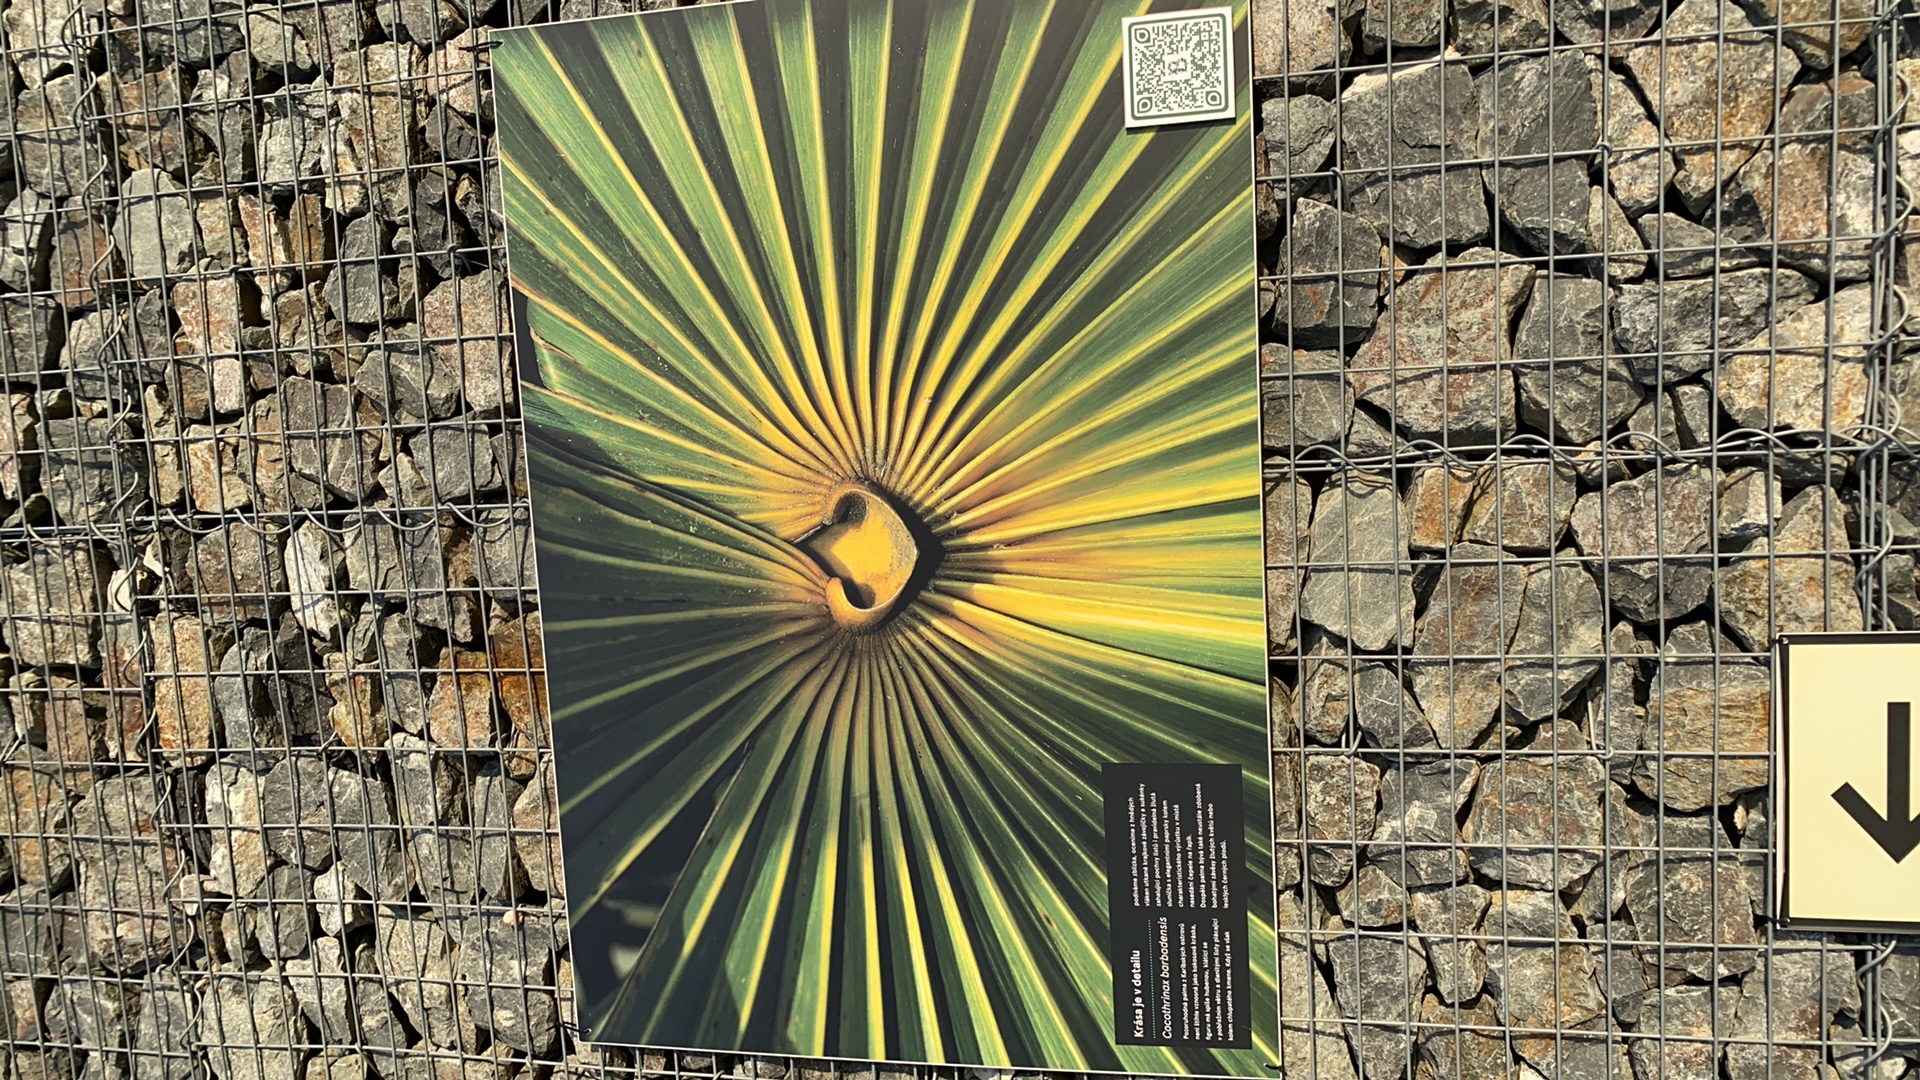 Krása je v detailu
Cocothrinax barbadensis
Pozoruhodná palma z Karibských ostrovů
není štíhle vznosná jako kokosová kráska,
figuru má spíše hubenou, klátící se
v pobřežním větru a dlanitými listy plácající
kolem chlupatého kmene. Když se však
podíváme zblízka, oceníme z hnědých
vláken utkané krajkové závojíčky a sukénky
zahalující pochvy listů i pravidelná žlutá
sluníčka s elegantními paprsky kolem
charakteristického výrůstku v místě
nasedání čepele na řapík.
Dospělá palma bývá také neustále zdobená
bohatými závěsy žlutých květů nebo
lesklých černých plodů.